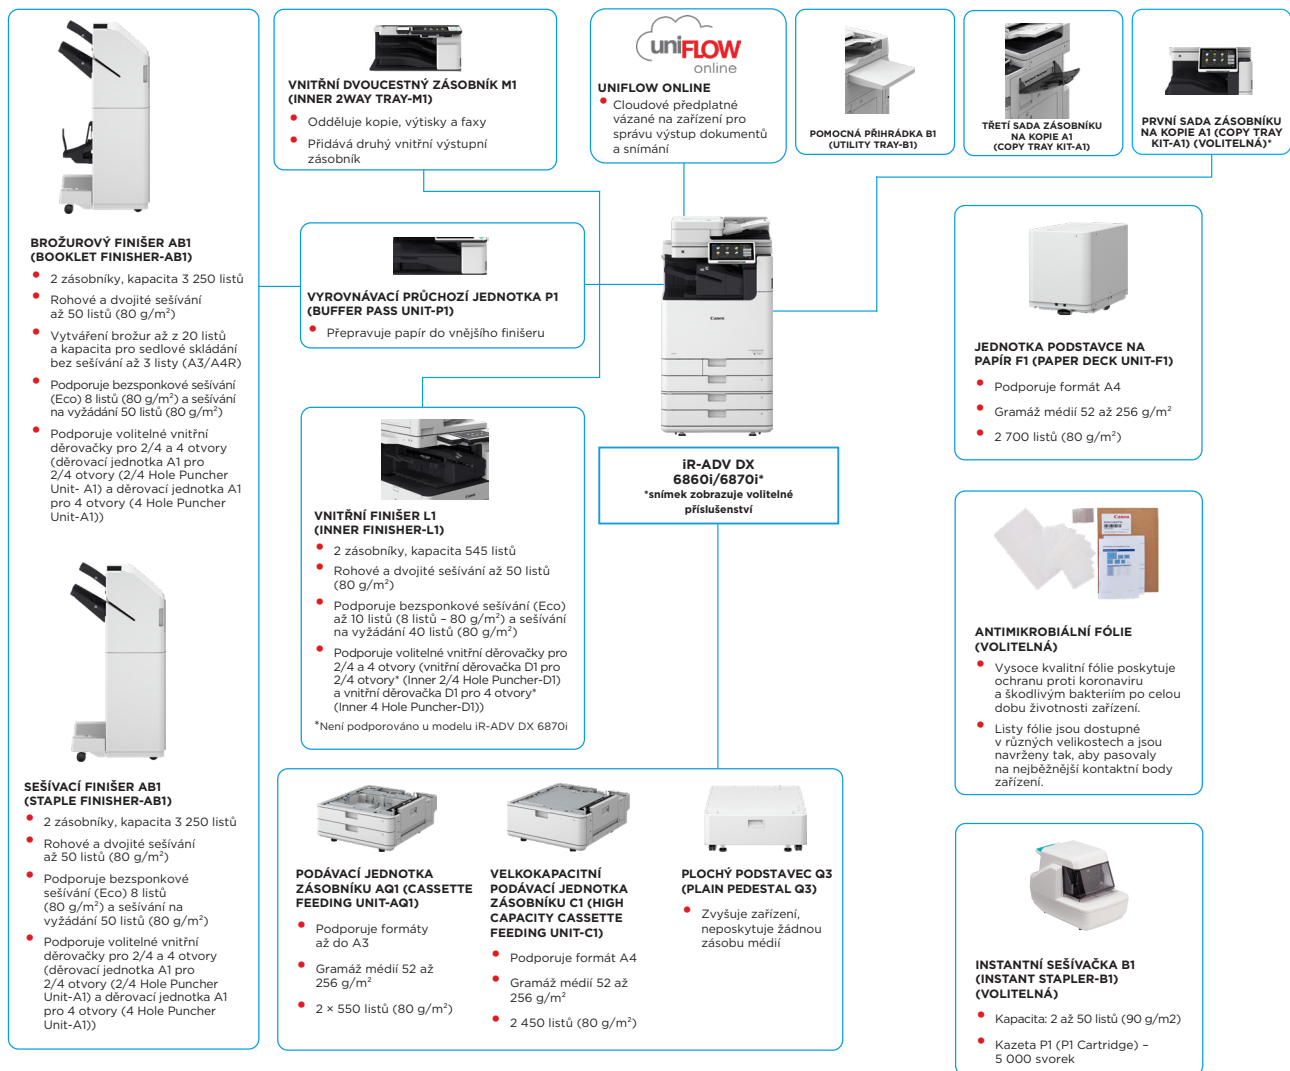 BROŽUROVÝ FINIŠER AB1
(BOOKLET FINISHER-AB1)
• 2 zásobníky, kapacita 3 250 listů
• Rohové a dvojité sešívání
až 50 listů (80 g/m²)
• Vytváření brožur až z 20 listů
a kapacita pro sedlové skládání
bez sešívání až 3 listy (A3/A4R)
• Podporuje bezsponkové sešívání
(Eco) 8 listů (80 g/m²) a sešívání
na vyžádání 50 listů (80 g/m²)
• Podporuje volitelné vnitřní
děrovačky pro 2/4 a 4 otvory
(děrovací jednotka A1 pro
2/4 otvory (2/4 Hole Puncher
Unit- A1) a děrovací jednotka A1
pro 4 otvory (4 Hole Puncher
Unit-A1))
SEŠÍVACÍ FINIŠER AB1
(STAPLE FINISHER-AB1)
• 2 zásobníky, kapacita 3 250 listů
• Rohové a dvojité sešívání
až 50 listů (80 g/m²)
• Podporuje bezsponkové
sešívání (Eco) 8 listů
(80 g/m²) a sešívání na
vyžádání 50 listů (80 g/m²)
• Podporuje volitelné vnitřní
děrovačky pro 2/4 a 4 otvory
(děrovací jednotka A1 pro
2/4 otvory (2/4 Hole Puncher
Unit-A1) a děrovací jednotka A1
pro 4 otvory (4 Hole Puncher
Unit-A1))
VNITŘNÍ DVOUCESTNÝ ZÁSOBNÍK M1
(INNER 2WAY TRAY-M1)
• Odděluje kopie, výtisky a faxy
• Přidává druhý vnitřní výstupní
zásobník
uniFLOW
online
UNIFLOW ONLINE
• Cloudové předplatné
vázané na zařízení pro
správu výstup dokumentů
a snímání
POMOCNÁ PŘIHRÁDKA B1
(UTILITY TRAY-B1)
TŘETÍ SADA ZÁSOBNÍKU
NA KOPIE A1
(COPY TRAY KIT-A1)
PRVNÍ SADA ZÁSOBNÍKU
NA KOPIE A1 (COPY TRAY
KIT-A1) (VOLITELNÁ)*
VYROVNÁVACÍ PRŮCHOZÍ JEDNOTKA P1
(BUFFER PASS UNIT-P1)
• Přepravuje papír do vnějšího finišeru
Canon
iR-ADV DX
6860i/6870i*
*snímek zobrazuje volitelné
příslušenství
VNITŘNÍ FINIŠER L1
(INNER FINISHER-L1)
• 2 zásobníky, kapacita 545 listů
• Rohové a dvojité sešívání až 50 listů
(80 g/m²)
• Podporuje bezsponkové sešívání (Eco)
až 10 listů (8 listů – 80 g/m²) a sešívání
na vyžádání 40 listů (80 g/m²)
• Podporuje volitelné vnitřní děrovačky pro
2/4 a 4 otvory (vnitřní děrovačka D1 pro
2/4 otvory* (Inner 2/4 Hole Puncher-D1)
a vnitřní děrovačka D1 pro 4 otvory*
(Inner 4 Hole Puncher-D1))
*Není podporováno u modelu iR-ADV DX 6870i
PODÁVACÍ JEDNOTKA
ZÁSOBNÍKU AQ1 (CASSETTE
FEEDING UNIT-AQ1)
• Podporuje formáty
až do A3
• Gramáž médií 52 až
256 g/m²
• 2 × 550 listů (80 g/m²)
VELKOKAPACITNÍ
PODÁVACÍ JEDNOTKA
ZÁSOBNÍKU C1 (HIGH
CAPACITY CASSETTE
FEEDING UNIT-C1)
• Podporuje formát A4
• Gramáž médií 52 až
256 g/m²
• 2 450 listů (80 g/m²)
PLOCHÝ PODSTAVEC Q3
(PLAIN PEDESTAL Q3)
• Zvyšuje zařízení,
neposkytuje žádnou
zásobu médií
JEDNOTKA PODSTAVCE NA
PAPÍR F1 (PAPER DECK UNIT-F1)
• Podporuje formát A4
• Gramáž médií 52 až 256 g/m²
• 2 700 listů (80 g/m²)
Canon
ANTIMIKROBIÁLNÍ FÓLIE
(VOLITELNÁ)
• Vysoce kvalitní fólie poskytuje
ochranu proti koronaviru
a škodlivým bakteriím po celou
dobu životnosti zařízení.
• Listy fólie jsou dostupné
v různých velikostech a jsou
navrženy tak, aby pasovaly
na nejběžnější kontaktní body
zařízení.
INSTANTNÍ SEŠÍVAČKA B1
(INSTANT STAPLER-B1)
(VOLITELNÁ)
• Kapacita: 2 až 50 listů (90 g/m2)
• Kazeta P1 (P1 Cartridge) –
5 000 svorek